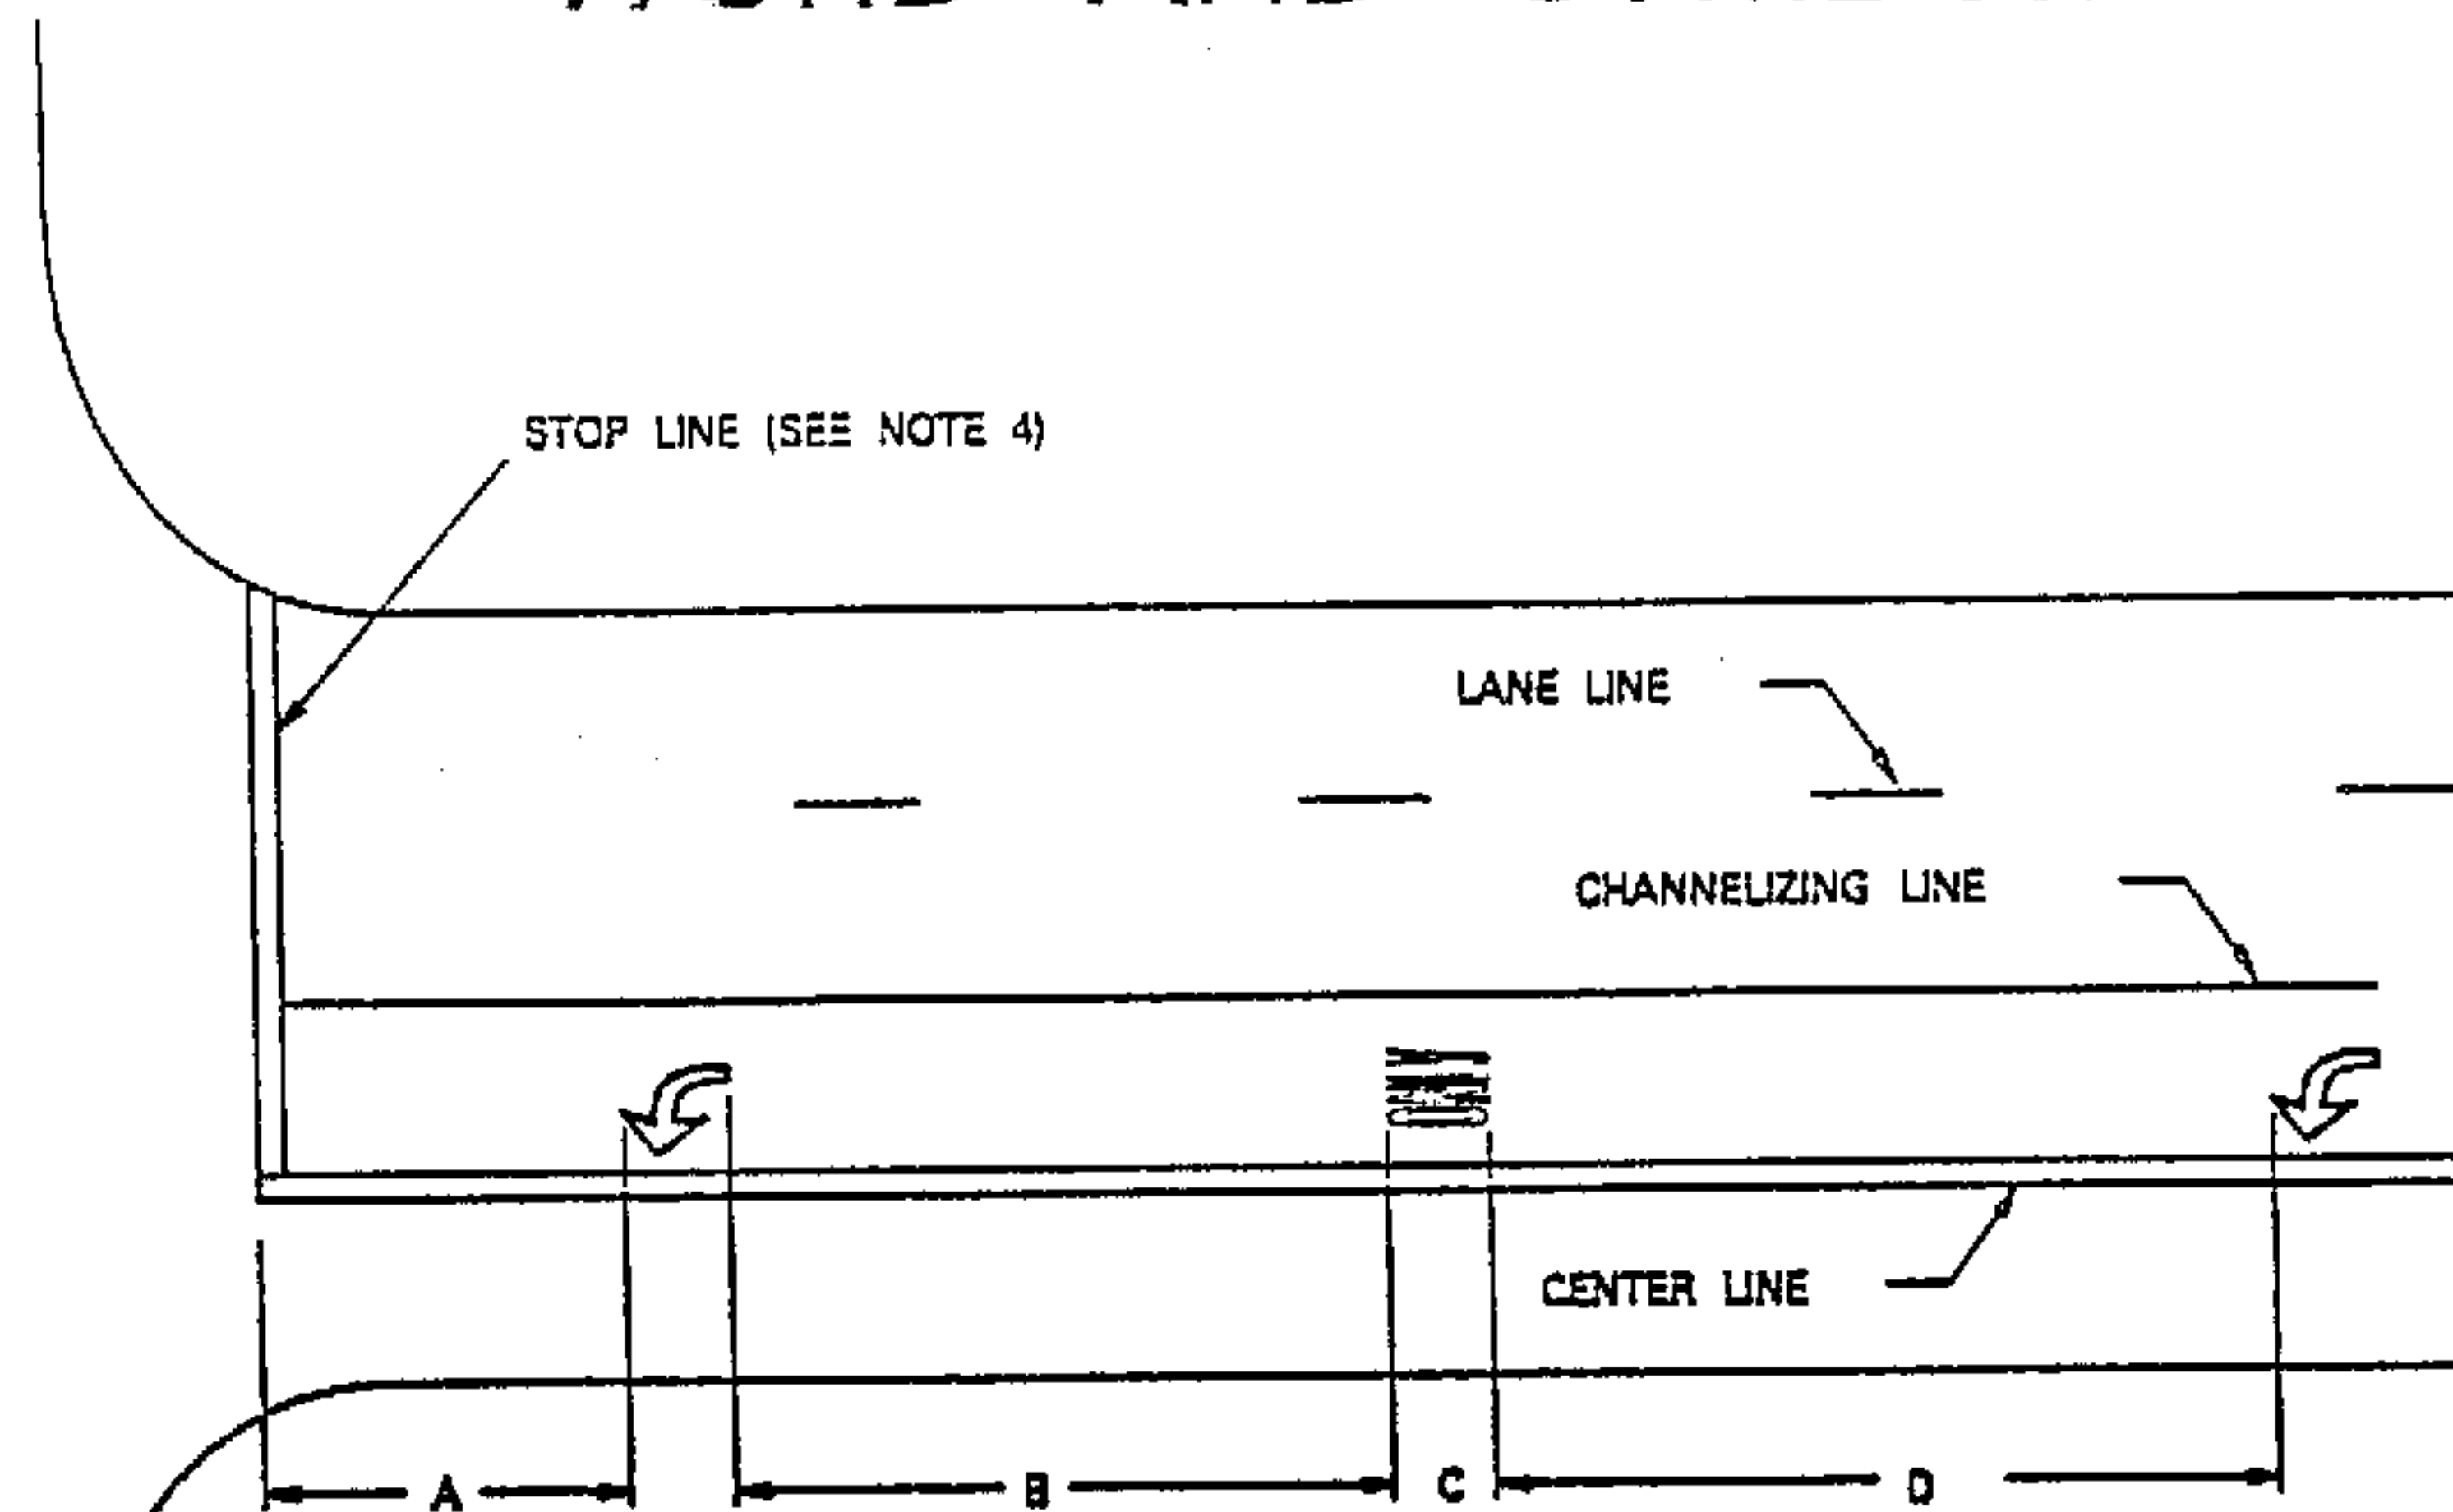 STOP LINE (SEE NOTE 4)
LANE LINE
CHANNELIZING LINE
CENTER LINE
A B C D